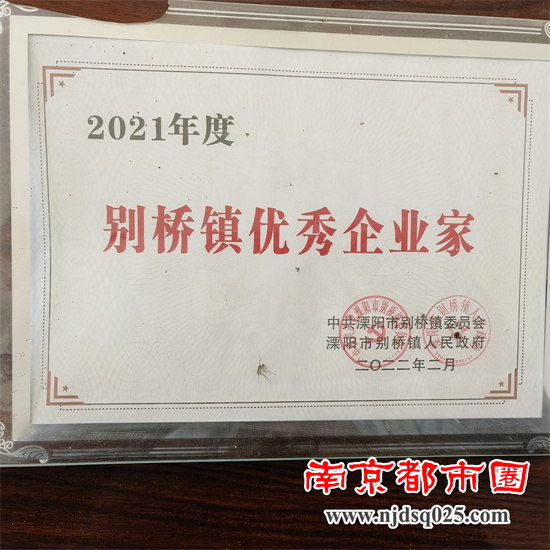 2021年度
别桥镇优秀企业家
中共溧阳市别桥镇委员会
溧阳市别桥镇人民政府
二〇二二年二月
南京都市圈
www.njdsq025.com